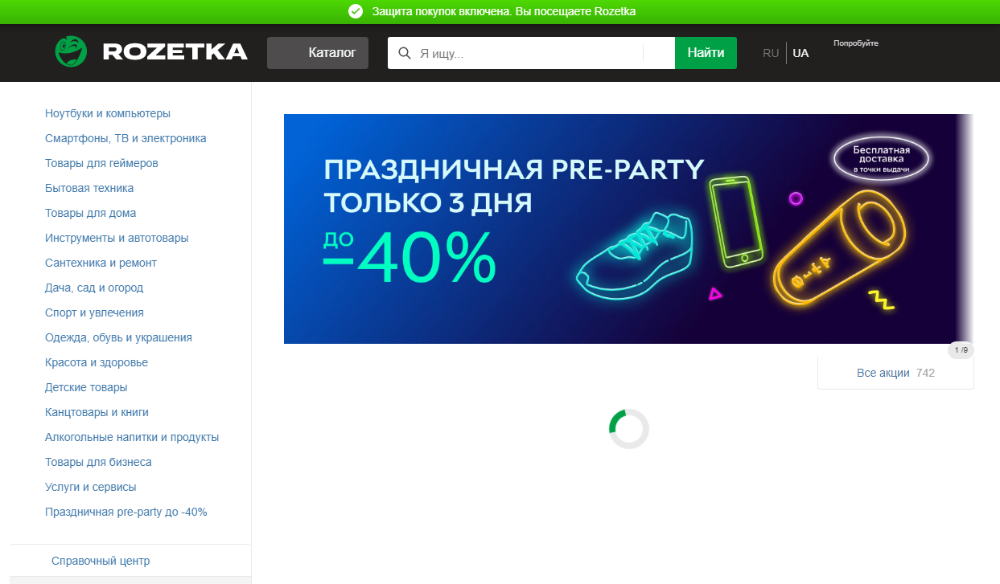 Защита покупок включена. Вы посещаете Rozetka
ROZETKA
Каталог
Я ищу...
Найти
RU
UA
Попробуйте
Ноутбуки и компьютеры
Смартфоны, ТВ и электроника
Товары для геймеров
Бытовая техника
Товары для дома
Инструменты и автотовары
Сантехника и ремонт
Дача, сад и огород
Спорт и увлечения
Одежда, обувь и украшения
Красота и здоровье
Детские товары
Канцтовары и книги
Алкогольные напитки и продукты
Товары для бизнеса
Услуги и сервисы
Праздничная pre-party до -40%
Справочный центр
ПРАЗДНИЧНАЯ PRE-PARTY
ТОЛЬКО 3 ДНЯ
ДО
-40%
Бесплатная
доставка
в точки выдачи
1 /9
Все акции 742